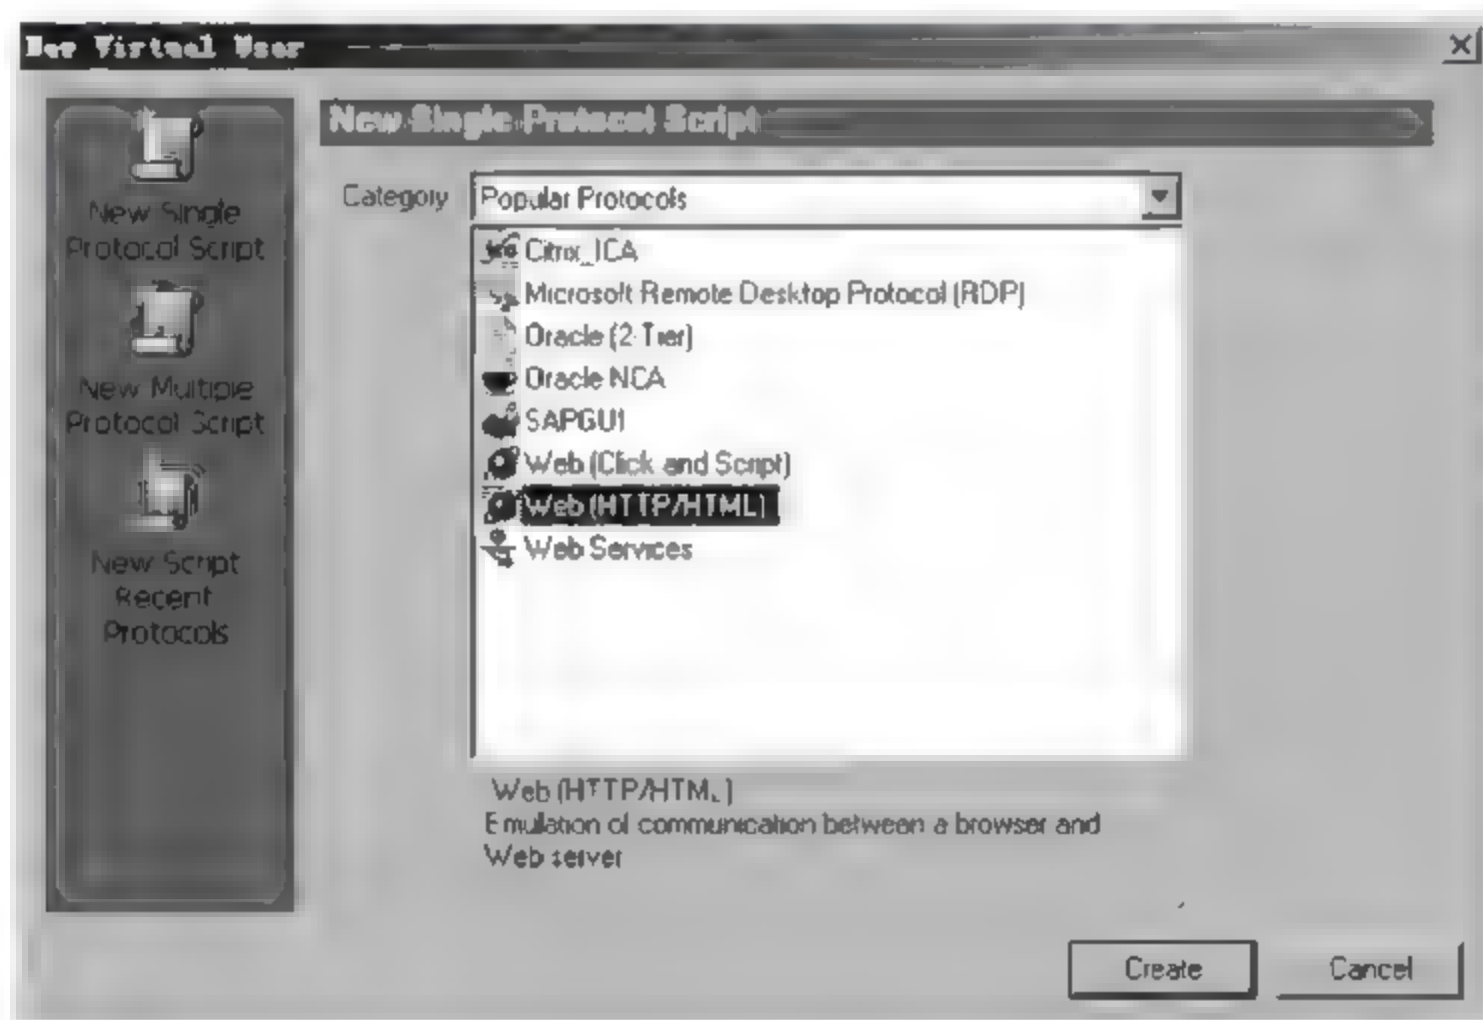 New Virtual User
New Single Protocol Script
New Single
Protocol Script
New Multiple
Protocol Script
New Script
Recent
Protocols
Category
Popular Protocols
Citrix_ICA
Microsoft Remote Desktop Protocol (RDP)
Oracle (2-Tier)
Oracle NCA
SAPGUI
Web (Click and Script)
Web (HTTP/HTML)
Web Services
Web (HTTP/HTML)
Emulation of communication between a browser and
Web server
Create
Cancel